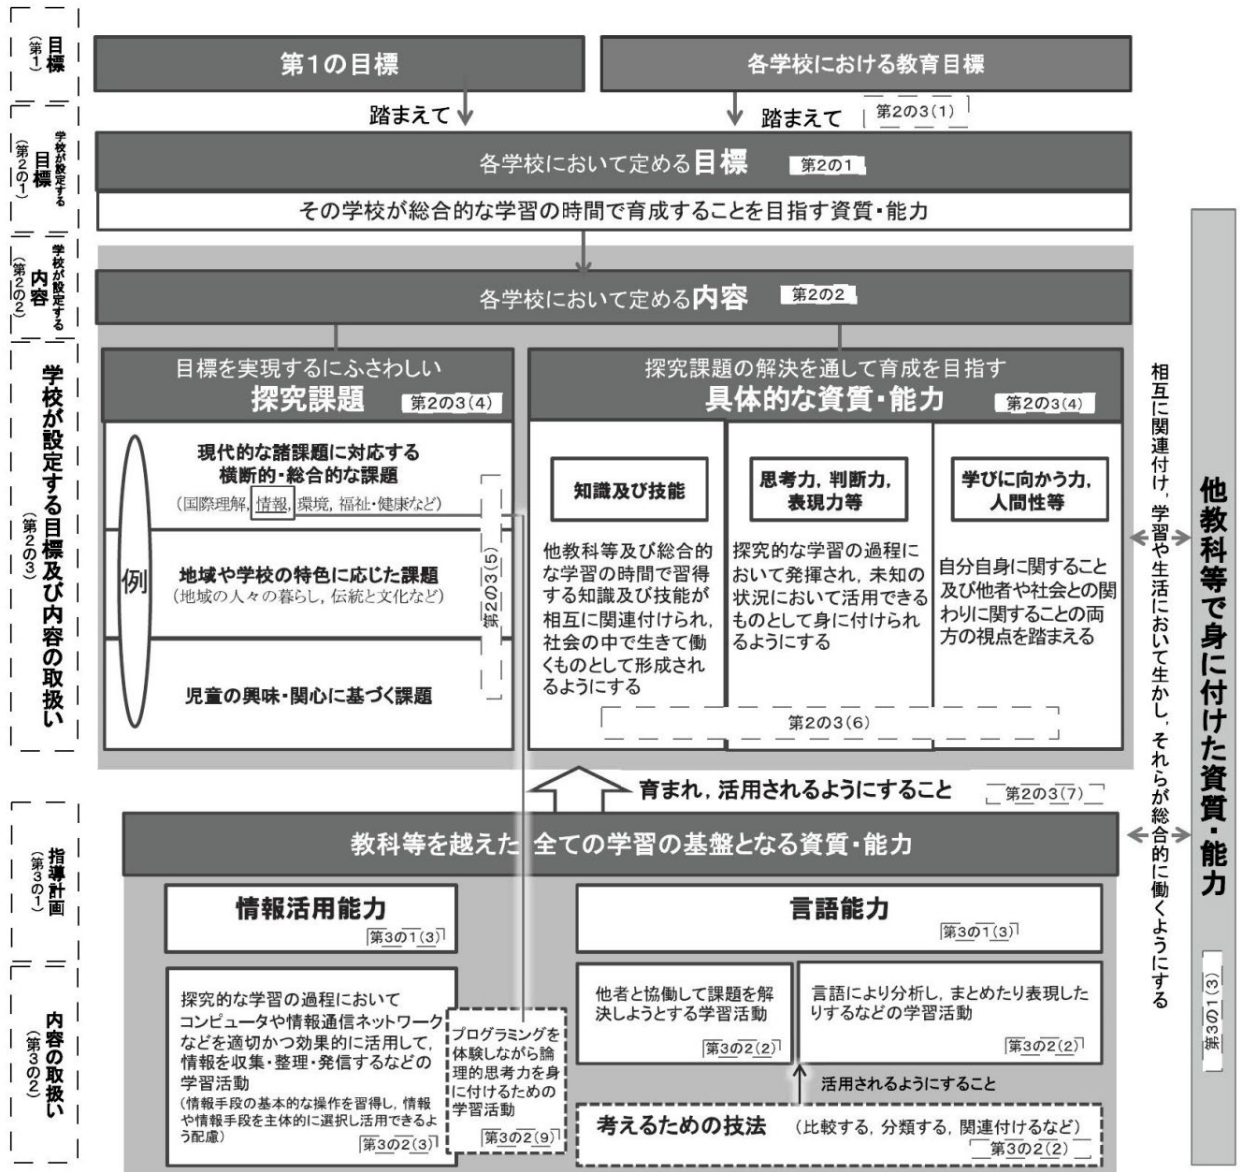 目標
(第1)
第1の目標
各学校における教育目標
踏まえて
踏まえて
第2の3(1)
学校が設定する
目標
(第2の1)
各学校において定める目標 第2の1
その学校が総合的な学習の時間で育成することを目指す資質・能力
学校が設定する
内容
(第2の2)
各学校において定める内容 第2の2
学校が設定する目標及び内容の取扱い
(第2の3)
目標を実現するにふさわしい
探究課題 第2の3(4)
例
現代的な諸課題に対応する
横断的・総合的な課題
(国際理解, 情報, 環境, 福祉・健康など)
地域や学校の特色に応じた課題
(地域の人々の暮らし, 伝統と文化など)
児童の興味・関心に基づく課題
第2の3(5)
探究課題の解決を通して育成を目指す
具体的な資質・能力 第2の3(4)
知識及び技能
他教科等及び総合的
な学習の時間で習得
する知識及び技能が
相互に関連付けられ,
社会の中で生きて働
くものとして形成され
るようにする
思考力, 判断力,
表現力等
探究的な学習の過程に
おいて発揮され, 未知の
状況において活用できる
ものとして身に付けられ
るようにする
学びに向かう力,
人間性等
自分自身に関すること
及び他者や社会との関
わりに関することの両
方の視点を踏まえる
第2の3(6)
育まれ, 活用されるようにすること
第2の3(7)
指導計画
(第3の1)
教科等を越えた 全ての学習の基盤となる資質・能力
情報活用能力
第3の1(3)
言語能力
第3の1(3)
内容の取扱い
(第3の2)
探究的な学習の過程において
コンピュータや情報通信ネットワーク
などを適切かつ効果的に活用して,
情報を収集・整理・発信するなどの
学習活動
(情報手段の基本的な操作を習得し, 情報
や情報手段を主体的に選択し活用できるよ
う配慮)
第3の2(3)
プログラミングを
体験しながら論
理的思考力を身
に付けるための
学習活動
第3の2(9)
他者と協働して課題を解
決しようとする学習活動
第3の2(2)
言語により分析し, まとめたり表現した
りするなどの学習活動
第3の2(2)
活用されるようにすること
考えるための技法 (比較する, 分類する, 関連付けるなど)
第3の2(2)
相互に関連付け, 学習や生活において生かし, それらが総合的に働くようにする
他教科等で身に付けた資質・能力
第3の1(3)